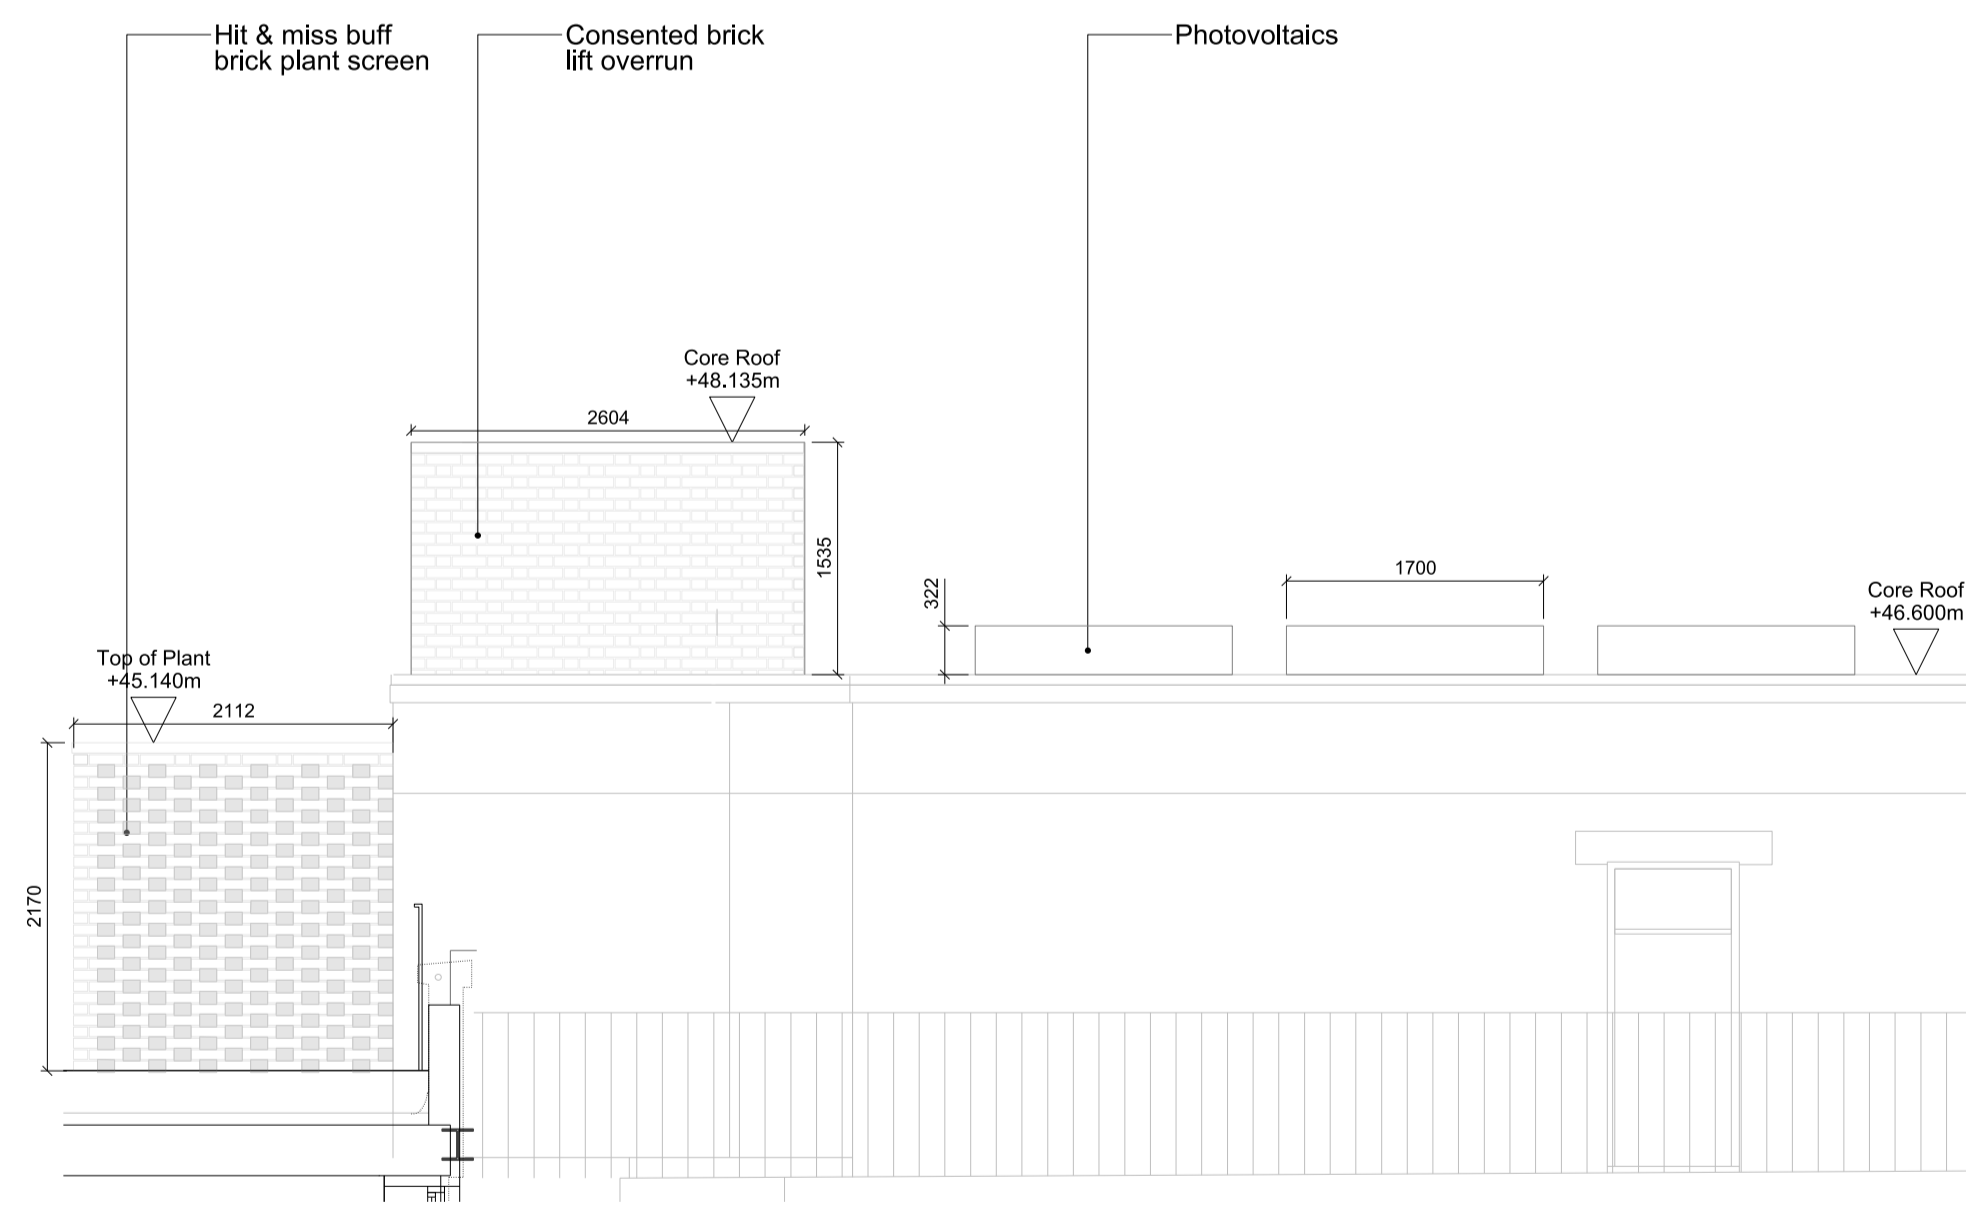 Hit & miss buff
brick plant screen
Consented brick
lift overrun
Photovoltaics
Core Roof
+48.135m
2604
1535
322
1700
Core Roof
+46.600m
Top of Plant
+45.140m
2112
2170